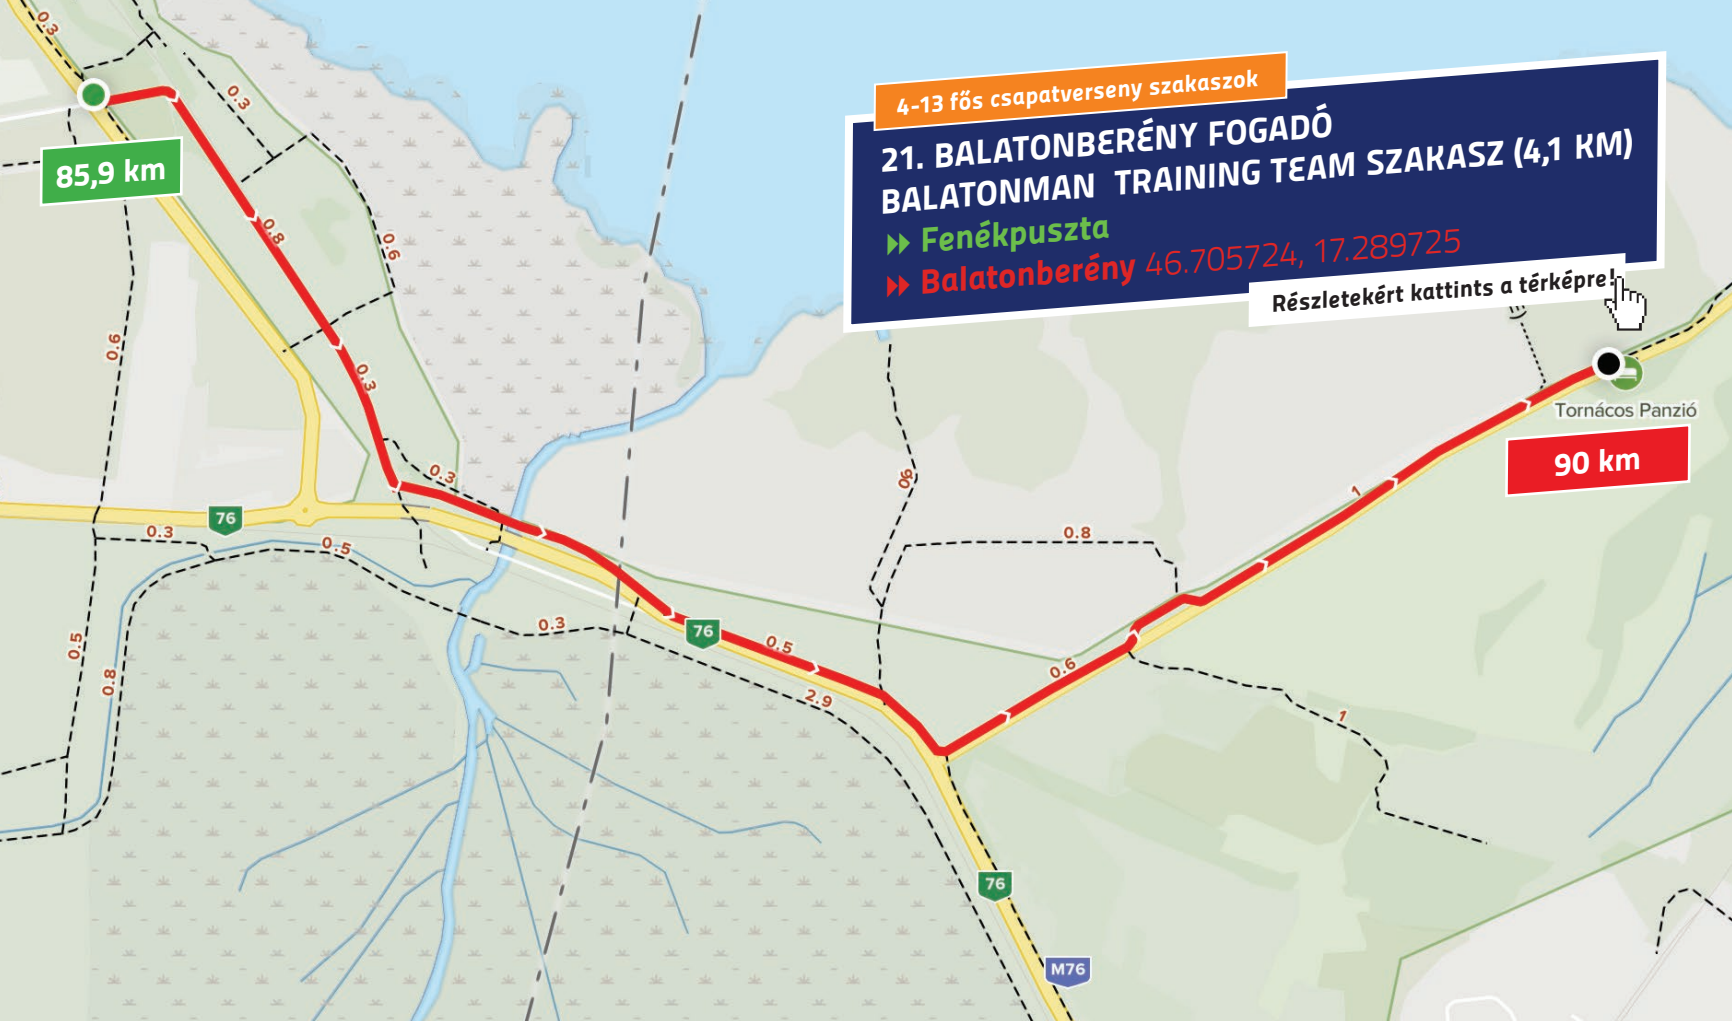 4-13 fős csapatverseny szakaszok
21. BALATONBERÉNY FOGADÓ
BALATONMAN TRAINING TEAM SZAKASZ (4,1 KM)
Fenékpuszta
Balatonberény 46.705724, 17.289725
Részletekért kattints a térképre!
0.3
0.3
85,9 km
0.8
0.6
0.6
0.3
Tornácos Panzió
90 km
0.3
06
1
76
0.3
0.5
0.8
0.3
76
0.5
0.5
0.6
0.8
2.9
1
76
M76